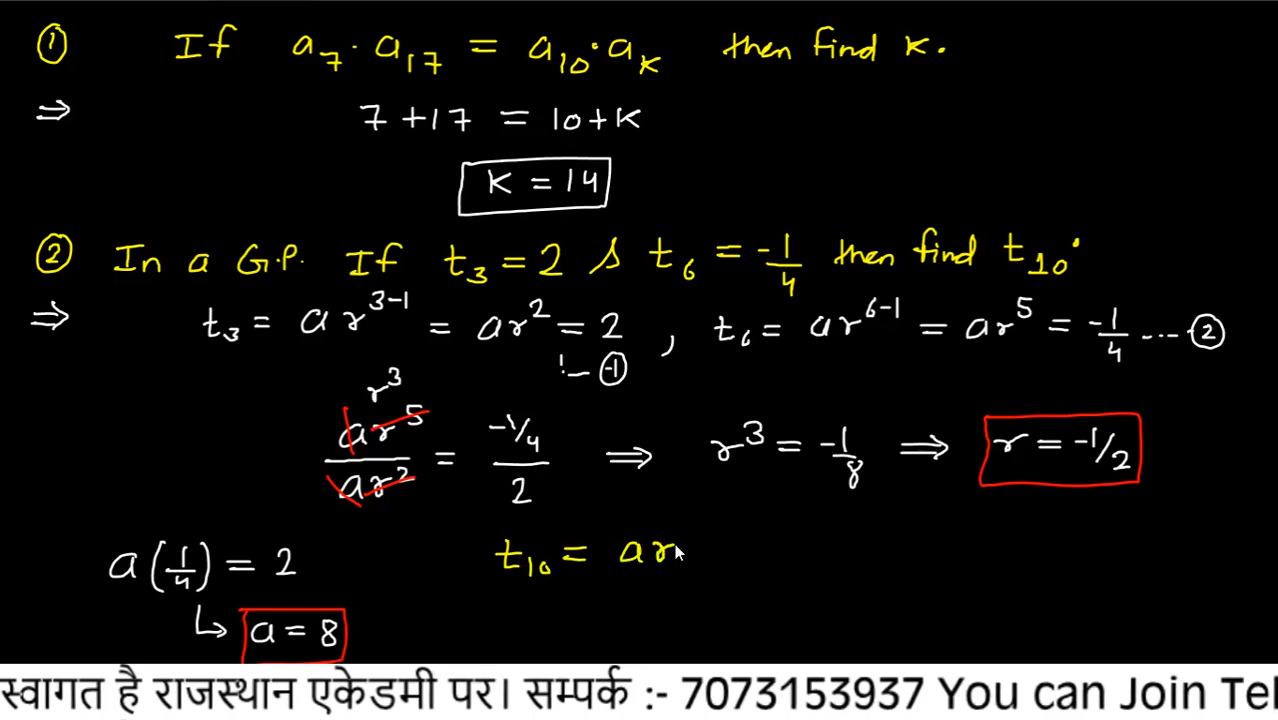 ① If a₇ · a₁₇ = a₁₀ · aₖ then find K.
⇒ 7 + 17 = 10 + K
K = 14
② In a G.P. If t₃ = 2 & t₆ = -1/4 then find t₁₀.
⇒ t₃ = ar³⁻¹ = ar² = 2 --- ① , t₆ = ar⁶⁻¹ = ar⁵ = -1/4 ---- ②
r³
ar⁵/ar² = (-1/4)/2 ⇒ r³ = -1/8 ⇒ r = -1/2
a(1/4) = 2 t₁₀ = ar
↳ a = 8
स्वागत है राजस्थान एकेडमी पर। सम्पर्क :- 7073153937 You can Join Tel